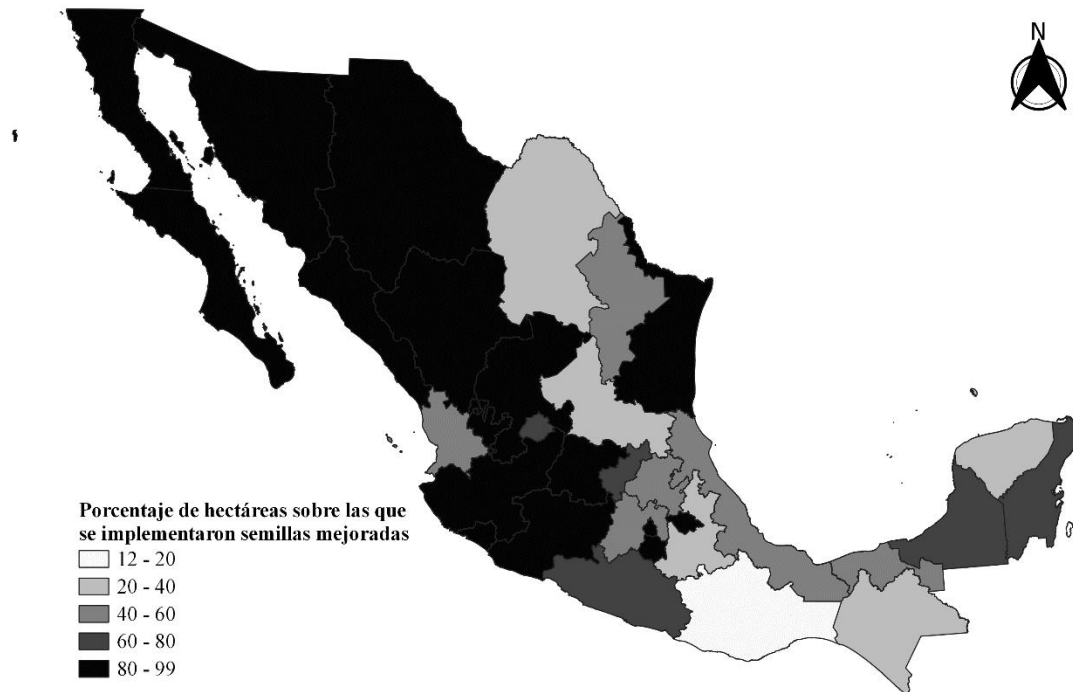 N
Porcentaje de hectáreas sobre las que
se implementaron semillas mejoradas
12 - 20
20 - 40
40 - 60
60 - 80
80 - 99